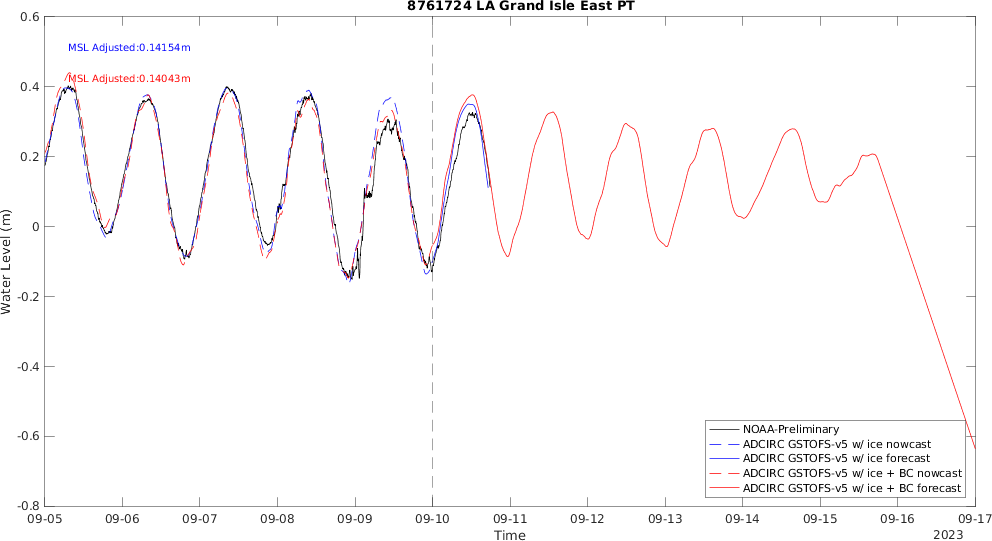 8761724 LA Grand Isle East PT
0.6
MSL Adjusted:0.14154m
0.4
MSL Adjusted:0.14043m
0.2
0
-0.2
-0.4
-0.6
-0.8
Water Level (m)
NOAA-Preliminary
ADCIRC GSTOFS-v5 w/ ice nowcast
ADCIRC GSTOFS-v5 w/ ice forecast
ADCIRC GSTOFS-v5 w/ ice + BC nowcast
ADCIRC GSTOFS-v5 w/ ice + BC forecast
09-05 09-06 09-07 09-08 09-09 09-10 09-11 09-12 09-13 09-14 09-15 09-16 09-17
Time
2023